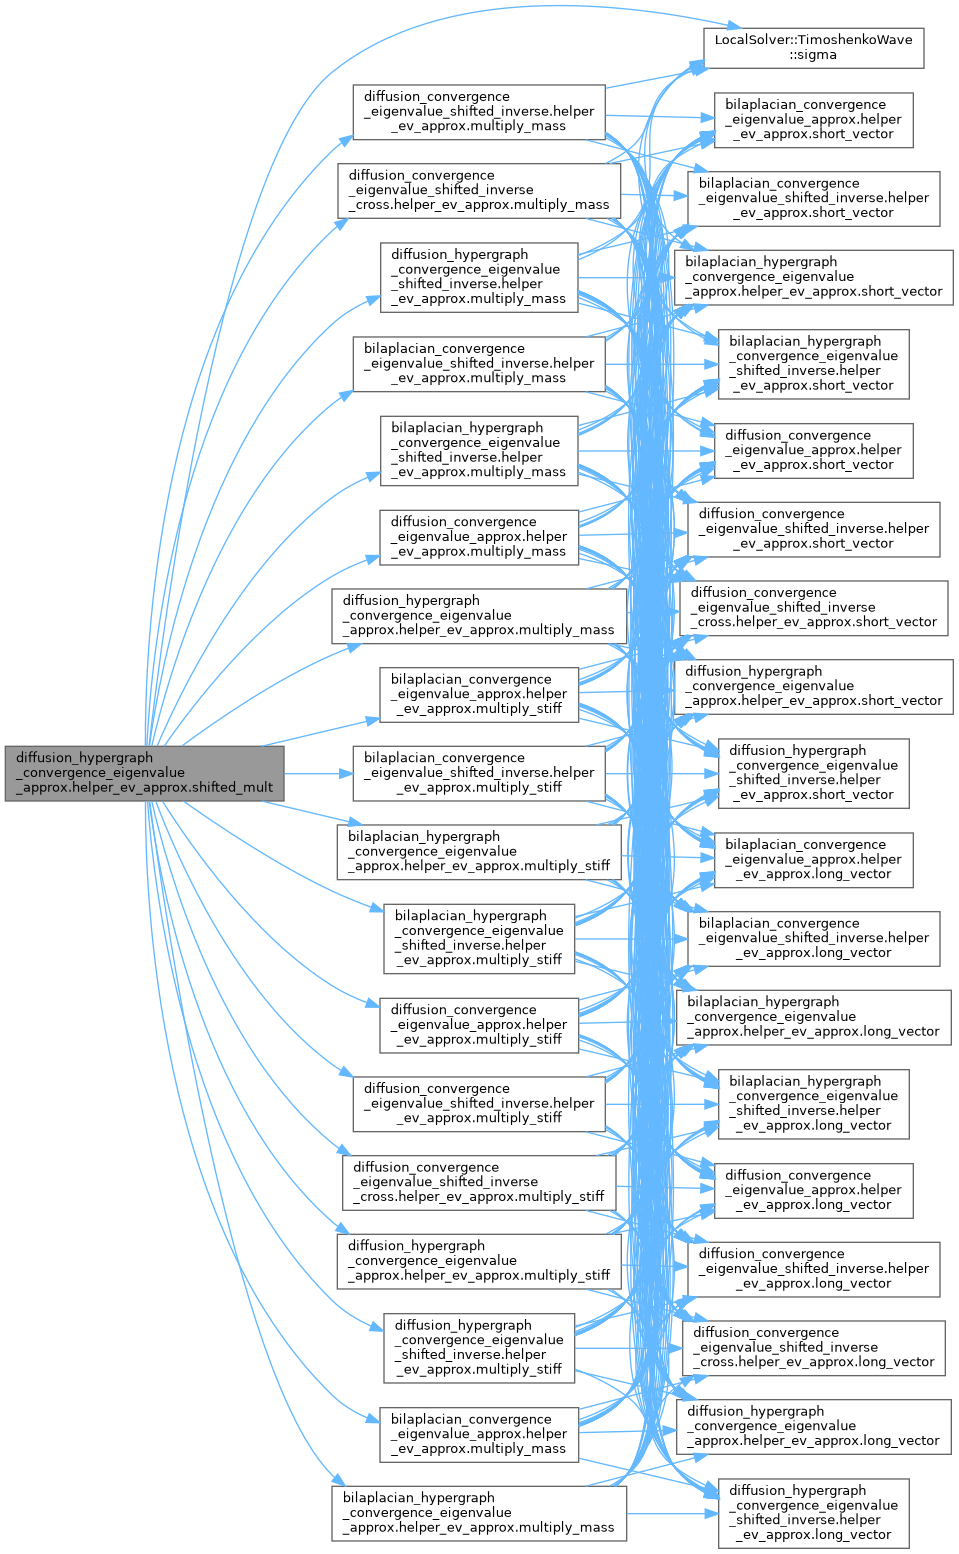 diffusion_hypergraph
_convergence_eigenvalue
_approx.helper_ev_approx.shifted_mult
diffusion_convergence
_eigenvalue_shifted_inverse.helper
_ev_approx.multiply_mass
diffusion_convergence
_eigenvalue_shifted_inverse
_cross.helper_ev_approx.multiply_mass
diffusion_hypergraph
_convergence_eigenvalue
_shifted_inverse.helper
_ev_approx.multiply_mass
bilaplacian_convergence
_eigenvalue_shifted_inverse.helper
_ev_approx.multiply_mass
bilaplacian_hypergraph
_convergence_eigenvalue
_shifted_inverse.helper
_ev_approx.multiply_mass
diffusion_convergence
_eigenvalue_approx.helper
_ev_approx.multiply_mass
diffusion_hypergraph
_convergence_eigenvalue
_approx.helper_ev_approx.multiply_mass
bilaplacian_convergence
_eigenvalue_approx.helper
_ev_approx.multiply_stiff
bilaplacian_convergence
_eigenvalue_shifted_inverse.helper
_ev_approx.multiply_stiff
bilaplacian_hypergraph
_convergence_eigenvalue
_approx.helper_ev_approx.multiply_stiff
bilaplacian_hypergraph
_convergence_eigenvalue
_shifted_inverse.helper
_ev_approx.multiply_stiff
diffusion_convergence
_eigenvalue_approx.helper
_ev_approx.multiply_stiff
diffusion_convergence
_eigenvalue_shifted_inverse.helper
_ev_approx.multiply_stiff
diffusion_convergence
_eigenvalue_shifted_inverse
_cross.helper_ev_approx.multiply_stiff
diffusion_hypergraph
_convergence_eigenvalue
_approx.helper_ev_approx.multiply_stiff
diffusion_hypergraph
_convergence_eigenvalue
_shifted_inverse.helper
_ev_approx.multiply_stiff
bilaplacian_convergence
_eigenvalue_approx.helper
_ev_approx.multiply_mass
bilaplacian_hypergraph
_convergence_eigenvalue
_approx.helper_ev_approx.multiply_mass
LocalSolver::TimoshenkoWave
::sigma
bilaplacian_convergence
_eigenvalue_approx.helper
_ev_approx.short_vector
bilaplacian_convergence
_eigenvalue_shifted_inverse.helper
_ev_approx.short_vector
bilaplacian_hypergraph
_convergence_eigenvalue
_approx.helper_ev_approx.short_vector
bilaplacian_hypergraph
_convergence_eigenvalue
_shifted_inverse.helper
_ev_approx.short_vector
diffusion_convergence
_eigenvalue_approx.helper
_ev_approx.short_vector
diffusion_convergence
_eigenvalue_shifted_inverse.helper
_ev_approx.short_vector
diffusion_convergence
_eigenvalue_shifted_inverse
_cross.helper_ev_approx.short_vector
diffusion_hypergraph
_convergence_eigenvalue
_approx.helper_ev_approx.short_vector
diffusion_hypergraph
_convergence_eigenvalue
_shifted_inverse.helper
_ev_approx.short_vector
bilaplacian_convergence
_eigenvalue_approx.helper
_ev_approx.long_vector
bilaplacian_convergence
_eigenvalue_shifted_inverse.helper
_ev_approx.long_vector
bilaplacian_hypergraph
_convergence_eigenvalue
_approx.helper_ev_approx.long_vector
bilaplacian_hypergraph
_convergence_eigenvalue
_shifted_inverse.helper
_ev_approx.long_vector
diffusion_convergence
_eigenvalue_approx.helper
_ev_approx.long_vector
diffusion_convergence
_eigenvalue_shifted_inverse.helper
_ev_approx.long_vector
diffusion_convergence
_eigenvalue_shifted_inverse
_cross.helper_ev_approx.long_vector
diffusion_hypergraph
_convergence_eigenvalue
_approx.helper_ev_approx.long_vector
diffusion_hypergraph
_convergence_eigenvalue
_shifted_inverse.helper
_ev_approx.long_vector